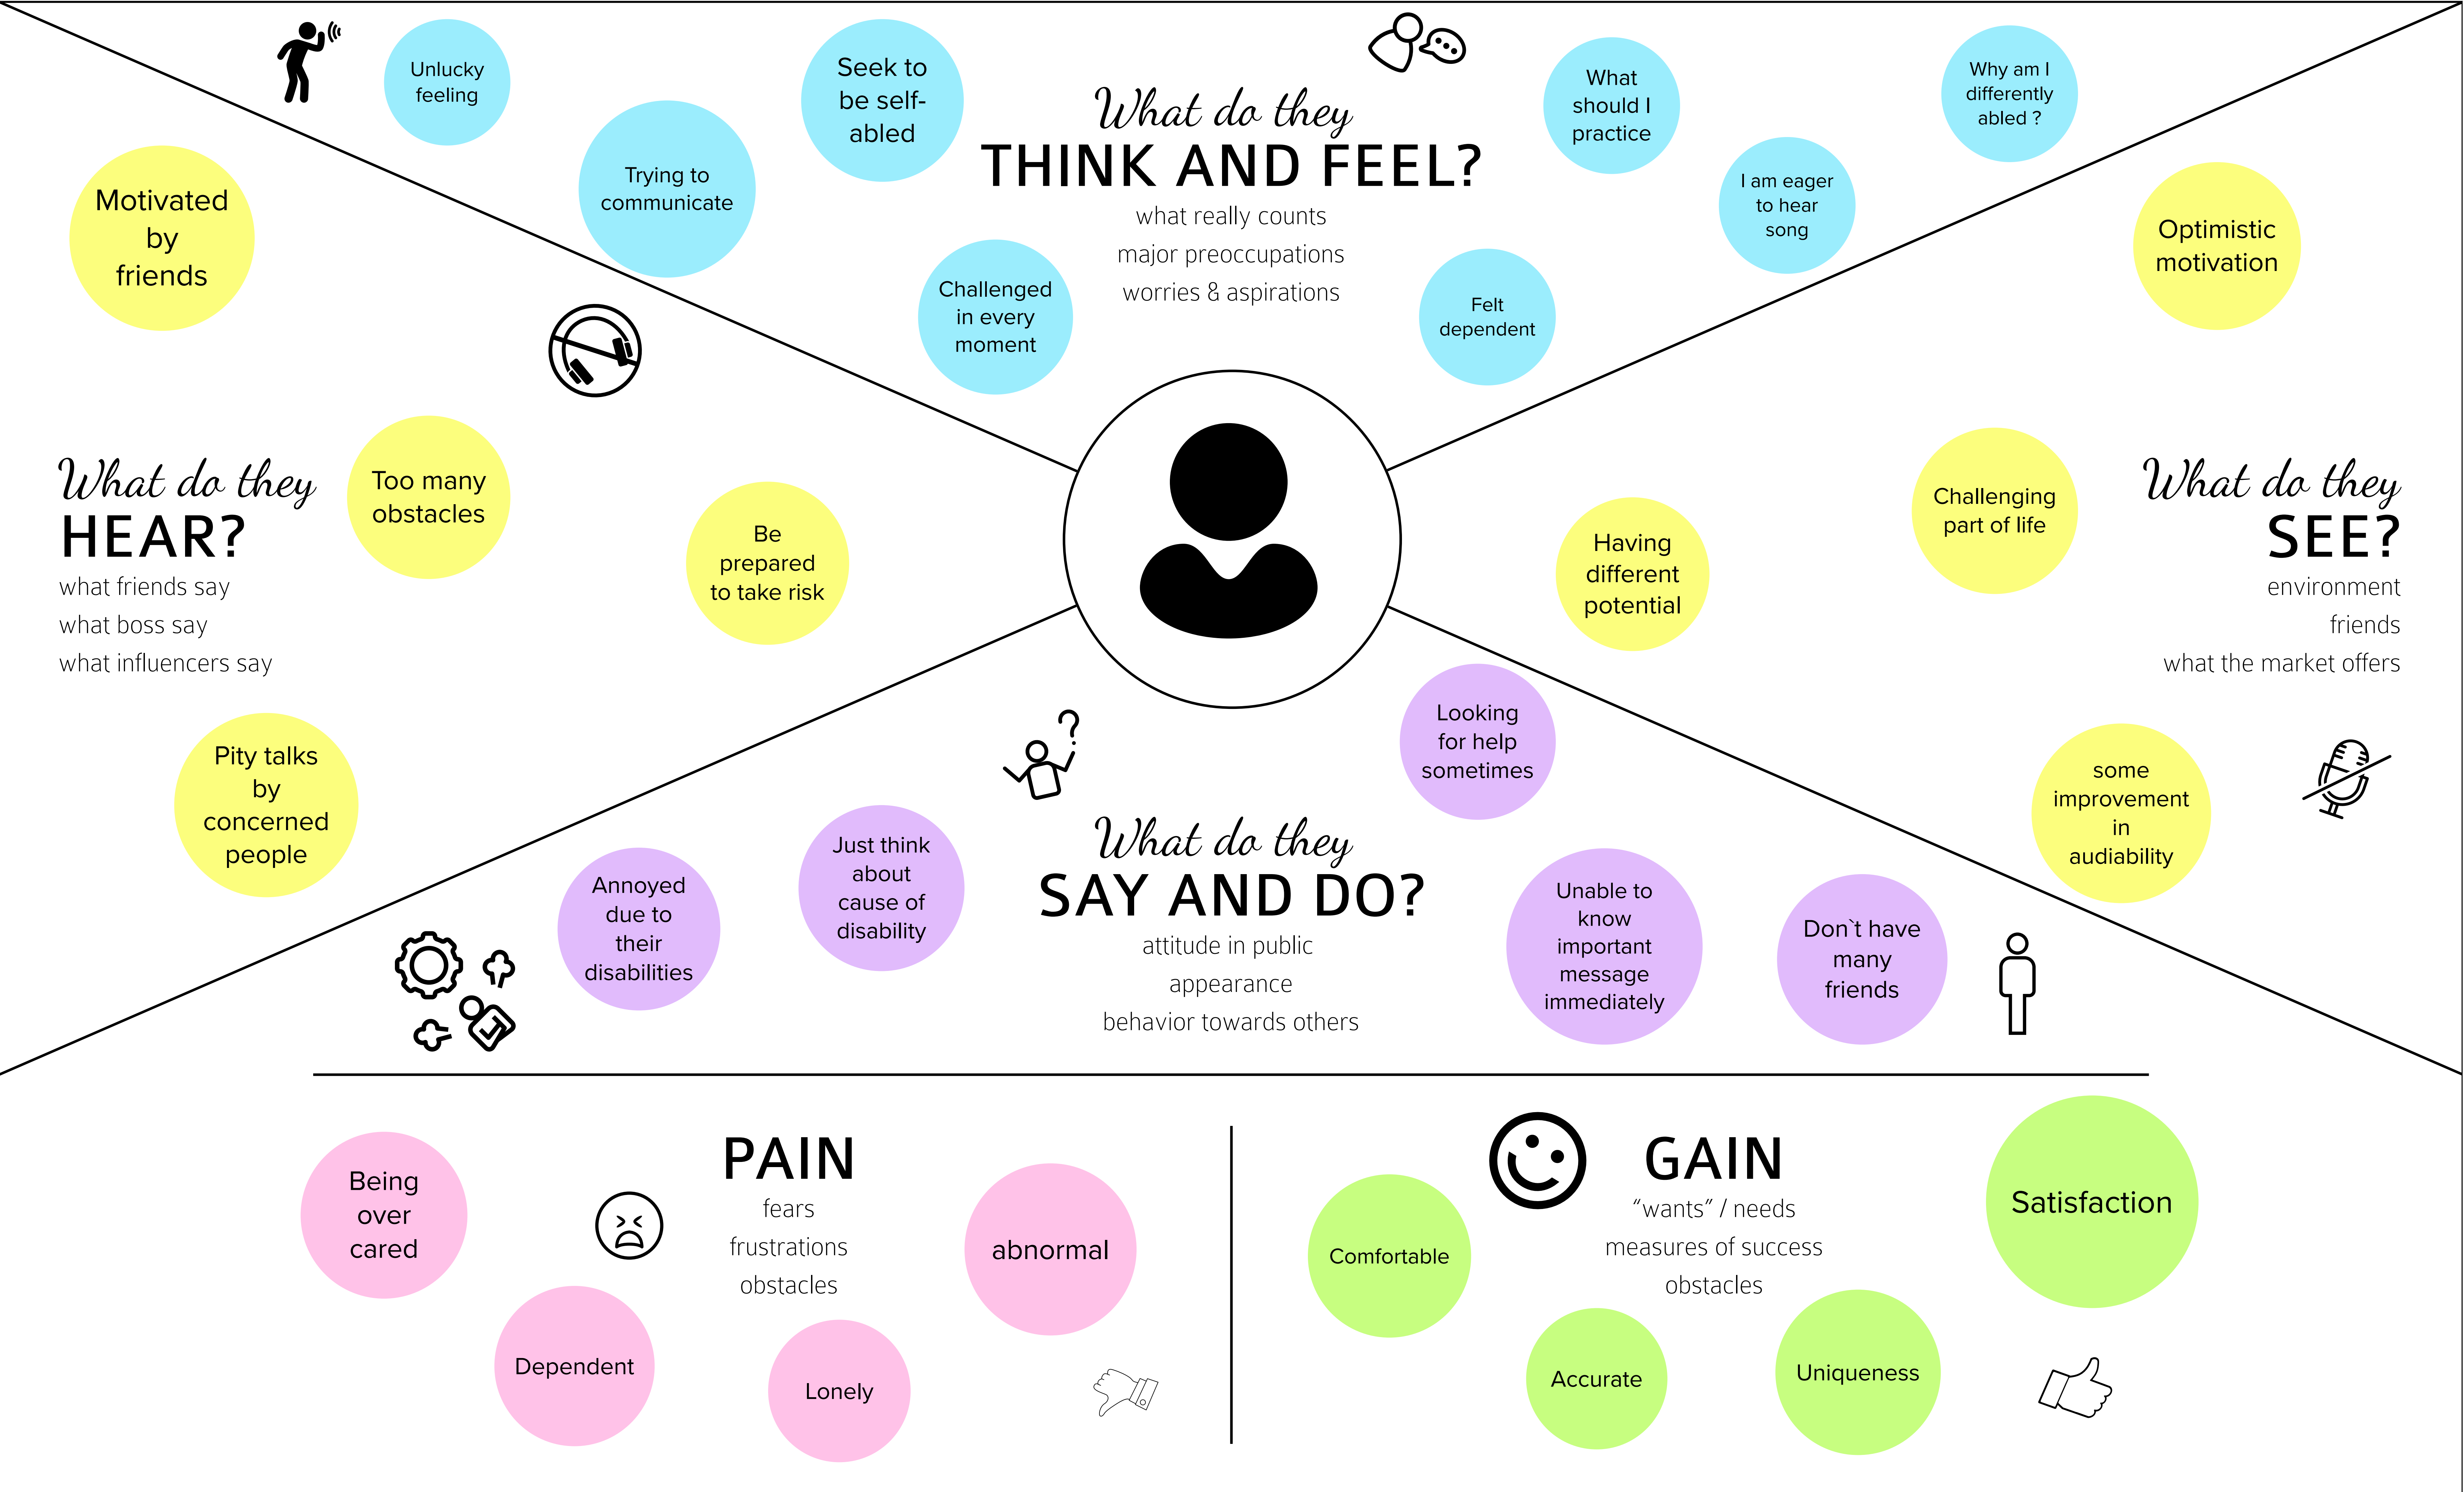 Unlucky
feeling
Trying to
communicate
Seek to
be self-
abled
Challenged
in every
moment
What do they
THINK AND FEEL?
what really counts
major preoccupations
worries & aspirations
What
should I
practice
Felt
dependent
I am eager
to hear
song
Why am I
differently
abled ?
Motivated
by
friends
What do they
HEAR?
what friends say
what boss say
what influencers say
Too many
obstacles
Be
prepared
to take risk
Pity talks
by
concerned
people
Optimistic
motivation
Having
different
potential
Challenging
part of life
What do they
SEE?
environment
friends
what the market offers
some
improvement
in
audiability
Annoyed
due to
their
disabilities
Just think
about
cause of
disability
What do they
SAY AND DO?
attitude in public
appearance
behavior towards others
Looking
for help
sometimes
Unable to
know
important
message
immediately
Don`t have
many
friends
PAIN
fears
frustrations
obstacles
Being
over
cared
Dependent
Lonely
abnormal
GAIN
“wants” / needs
measures of success
obstacles
Comfortable
Accurate
Uniqueness
Satisfaction